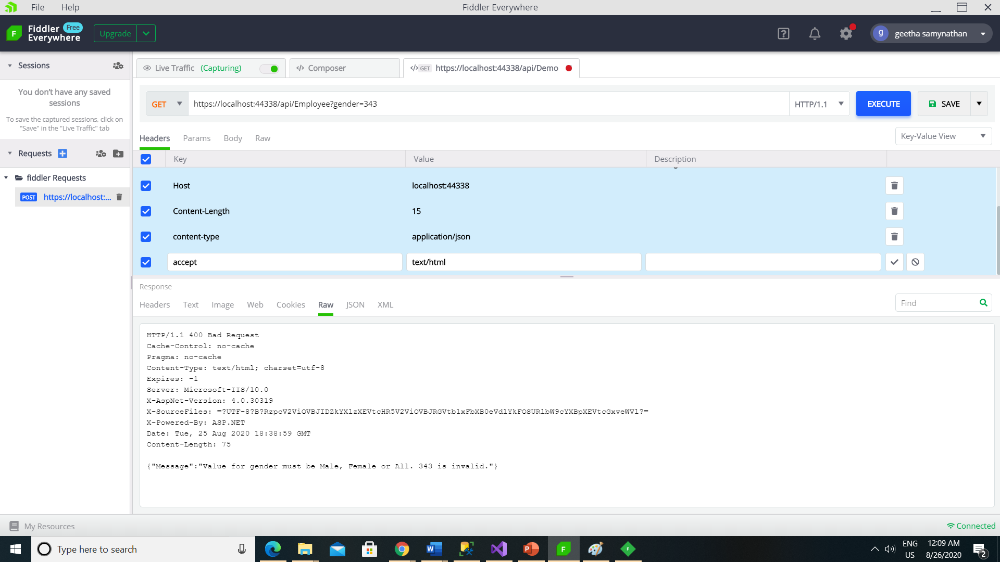 File Help Fiddler Everywhere
Fiddler Everywhere Free
Upgrade
g geetha samynathan
Sessions
You don't have any saved
sessions
To save the captured sessions, click on
"Save" in the "Live Traffic" tab
Requests
fiddler Requests
POST https://localhost:...
Live Traffic (Capturing)
</> Composer
</> GET https://localhost:44338/api/Demo
GET https://localhost:44338/api/Employee?gender=343 HTTP/1.1 EXECUTE SAVE
Headers Params Body Raw Key-Value View
Key Value Description
Host localhost:44338
Content-Length 15
content-type application/json
accept text/html
Response
Headers Text Image Web Cookies Raw JSON XML Find
HTTP/1.1 400 Bad Request
Cache-Control: no-cache
Pragma: no-cache
Content-Type: text/html; charset=utf-8
Expires: -1
Server: Microsoft-IIS/10.0
X-AspNet-Version: 4.0.30319
X-SourceFiles: =?UTF-8?B?RzpcV2ViQVBJIDZkYXlzXEVtcHR5V2ViQVBJRGVtb1xFbXB0eVdlYkFQSURlbW9cYXBpXEVtcGxveWVl?=
X-Powered-By: ASP.NET
Date: Tue, 25 Aug 2020 18:38:59 GMT
Content-Length: 75
{"Message":"Value for gender must be Male, Female or All. 343 is invalid."}
My Resources Connected
Type here to search
ENG
US
12:09 AM
8/26/2020
2